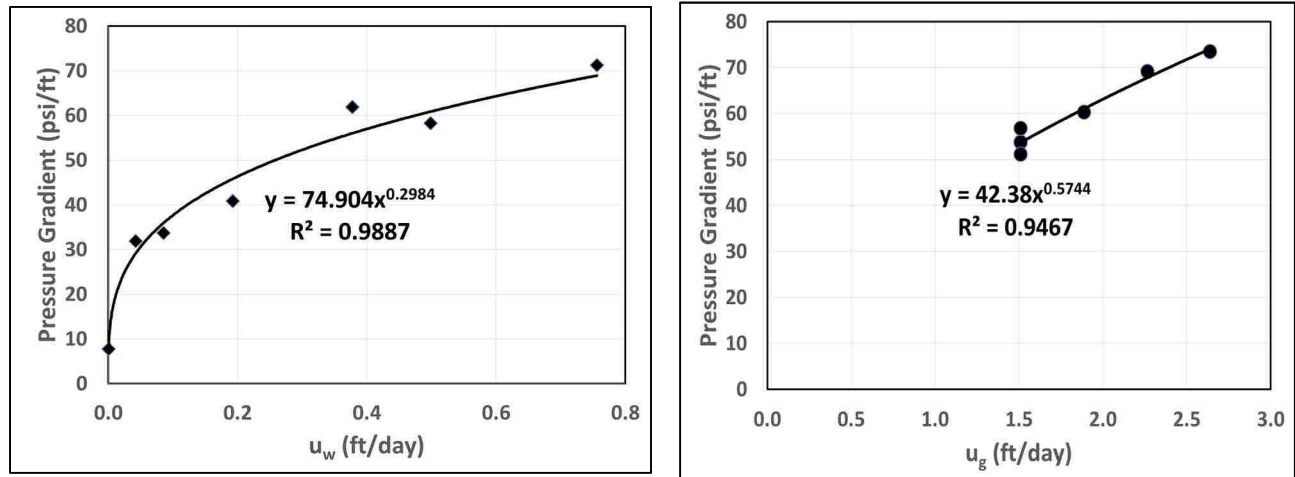 Pressure Gradient (psi/ft)
80
70
60
50
40
30
20
10
0
y = 74.904x^0.2984
R² = 0.9887
0.0 0.2 0.4 0.6 0.8
u_w (ft/day)
Pressure Gradient (psi/ft)
80
70
60
50
40
30
20
10
0
y = 42.38x^0.5744
R² = 0.9467
0.0 0.5 1.0 1.5 2.0 2.5 3.0
u_g (ft/day)